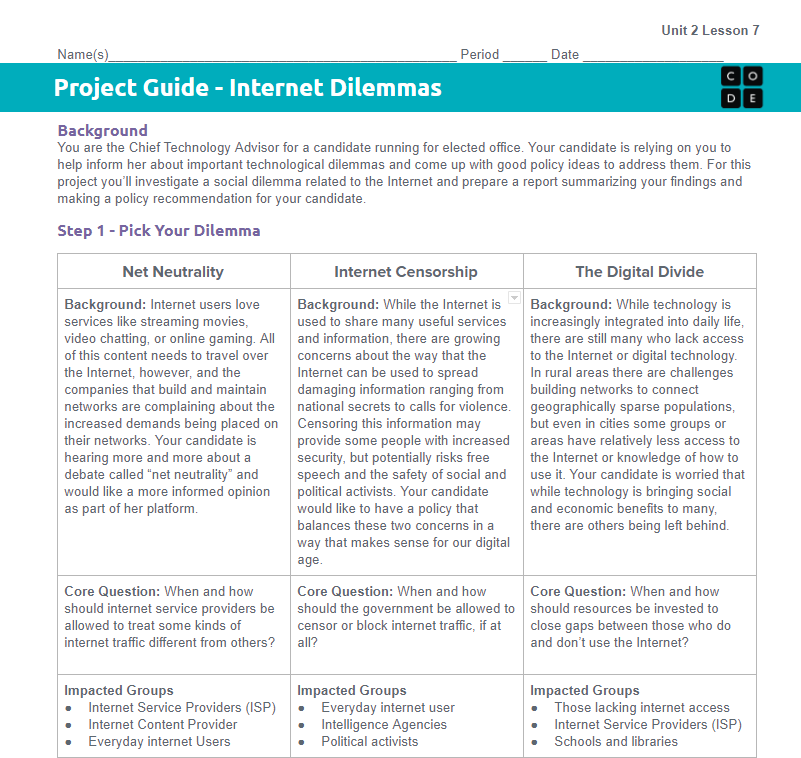 Unit 2 Lesson 7
Name(s)______________________________________________ Period ______ Date ___________________
Project Guide - Internet Dilemmas
C O
D E
Background
You are the Chief Technology Advisor for a candidate running for elected office. Your candidate is relying on you to
help inform her about important technological dilemmas and come up with good policy ideas to address them. For this
project you'll investigate a social dilemma related to the Internet and prepare a report summarizing your findings and
making a policy recommendation for your candidate.
Step 1 - Pick Your Dilemma
Net Neutrality
Background: Internet users love
services like streaming movies,
video chatting, or online gaming. All
of this content needs to travel over
the Internet, however, and the
companies that build and maintain
networks are complaining about the
increased demands being placed on
their networks. Your candidate is
hearing more and more about a
debate called “net neutrality” and
would like a more informed opinion
as part of her platform.
Core Question: When and how
should internet service providers be
allowed to treat some kinds of
internet traffic different from others?
Impacted Groups
● Internet Service Providers (ISP)
● Internet Content Provider
● Everyday internet Users
Internet Censorship
Background: While the Internet is
used to share many useful services
and information, there are growing
concerns about the way that the
Internet can be used to spread
damaging information ranging from
national secrets to calls for violence.
Censoring this information may
provide some people with increased
security, but potentially risks free
speech and the safety of social and
political activists. Your candidate
would like to have a policy that
balances these two concerns in a
way that makes sense for our digital
age.
Core Question: When and how
should the government be allowed to
censor or block internet traffic, if at
all?
Impacted Groups
● Everyday internet user
● Intelligence Agencies
● Political activists
The Digital Divide
Background: While technology is
increasingly integrated into daily life,
there are still many who lack access
to the Internet or digital technology.
In rural areas there are challenges
building networks to connect
geographically sparse populations,
but even in cities some groups or
areas have relatively less access to
the Internet or knowledge of how to
use it. Your candidate is worried that
while technology is bringing social
and economic benefits to many,
there are others being left behind.
Core Question: When and how
should resources be invested to
close gaps between those who do
and don't use the Internet?
Impacted Groups
● Those lacking internet access
● Internet Service Providers (ISP)
● Schools and libraries